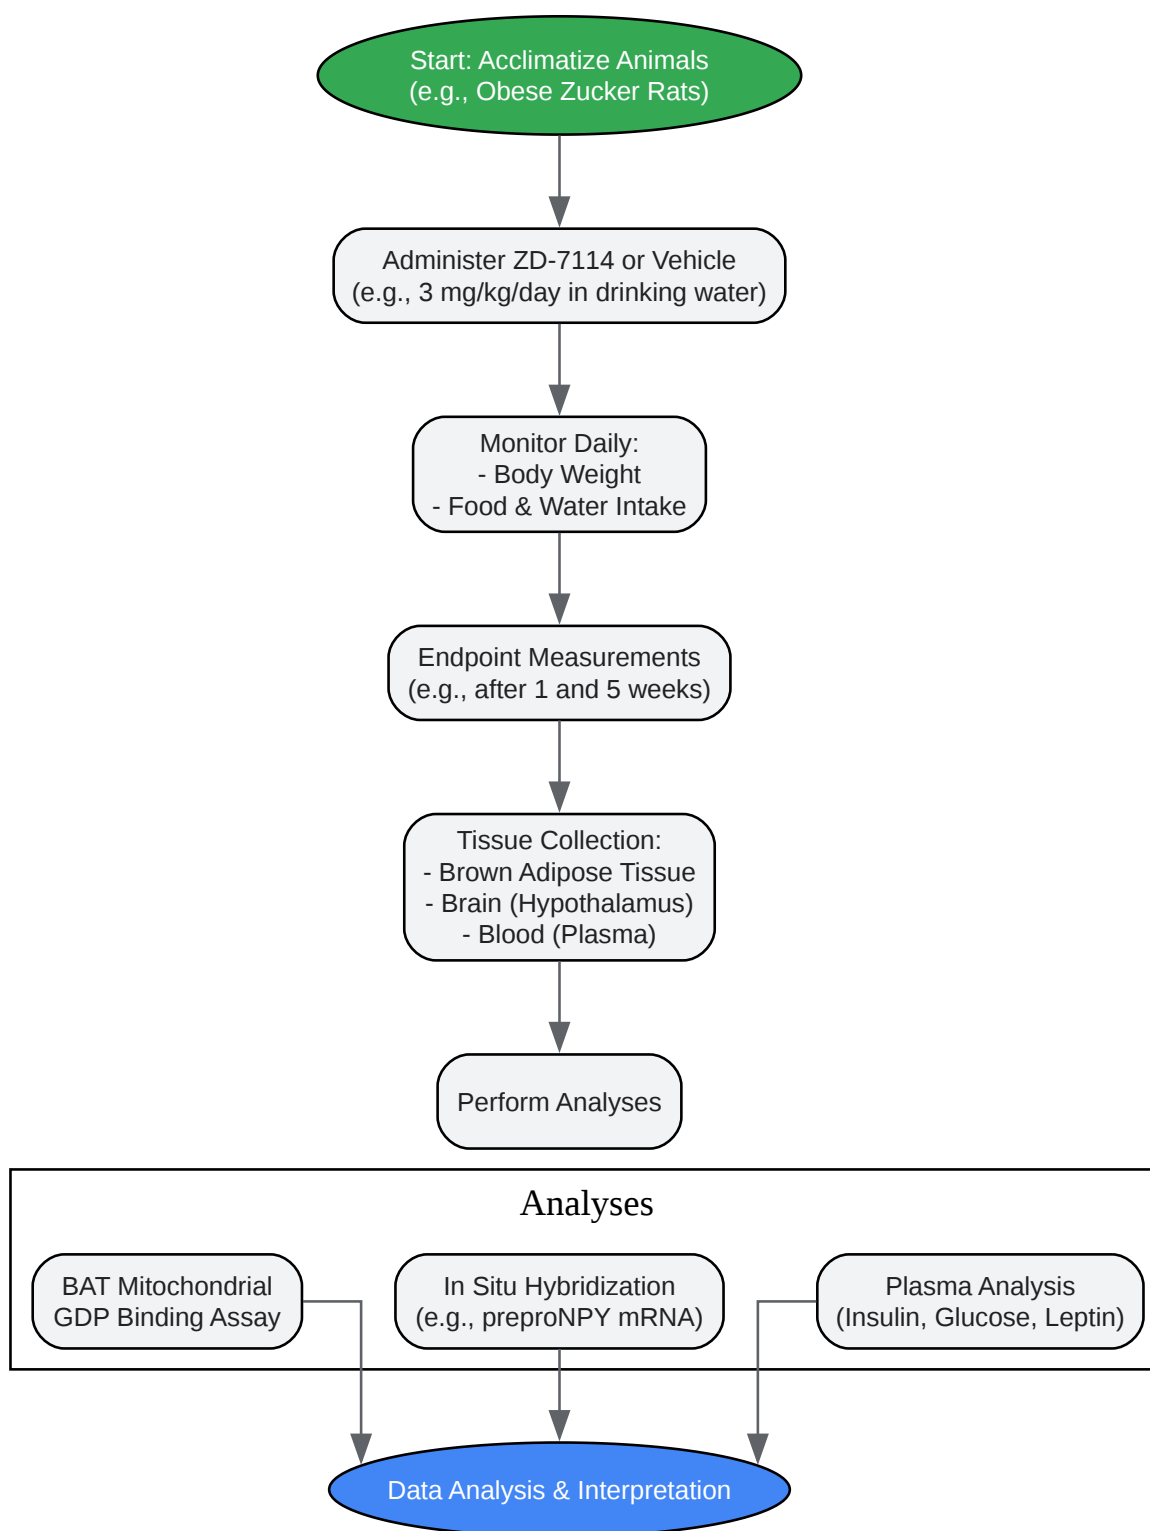 Start: Acclimatize Animals
(e.g., Obese Zucker Rats)
Administer ZD-7114 or Vehicle
(e.g., 3 mg/kg/day in drinking water)
Monitor Daily:
- Body Weight
- Food & Water Intake
Endpoint Measurements
(e.g., after 1 and 5 weeks)
Tissue Collection:
- Brown Adipose Tissue
- Brain (Hypothalamus)
- Blood (Plasma)
Perform Analyses
Analyses
BAT Mitochondrial
GDP Binding Assay
In Situ Hybridization
(e.g., preproNPY mRNA)
Plasma Analysis
(Insulin, Glucose, Leptin)
Data Analysis & Interpretation